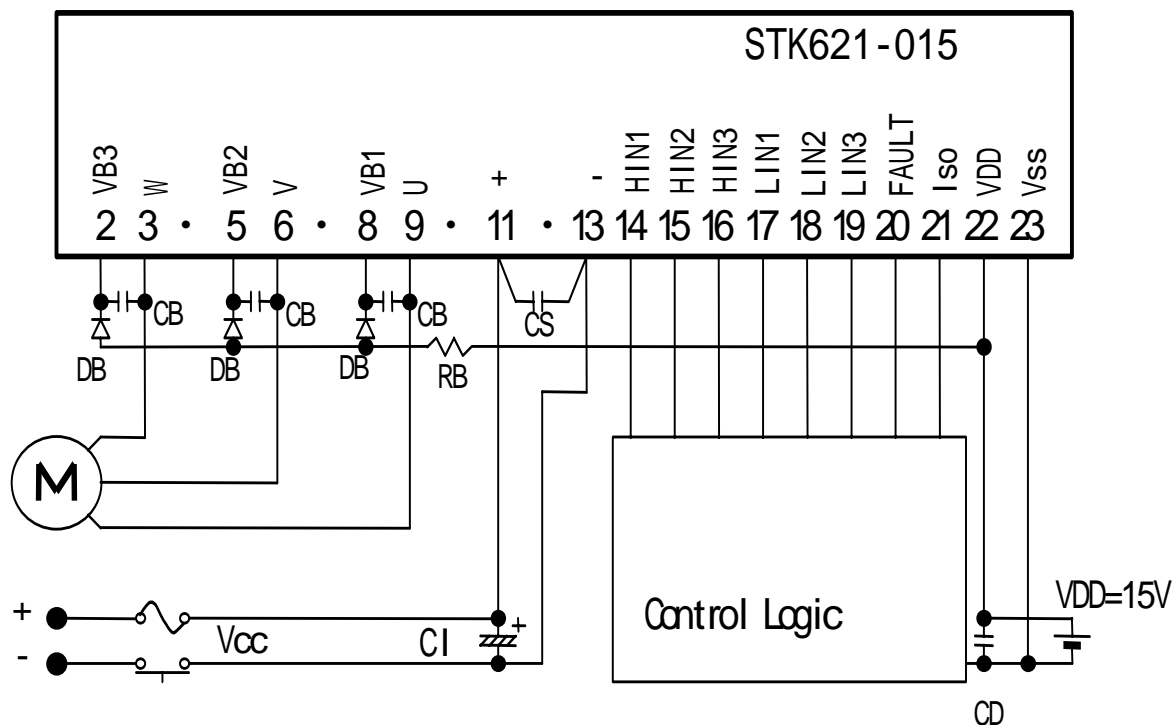 STK621-015
VB3 W VB2 V VB1 U + - HIN1 HIN2 HIN3 LIN1 LIN2 LIN3 FAULT Iso VDD Vss
2 3 · 5 6 · 8 9 · 11 · 13 14 15 16 17 18 19 20 21 22 23
CB CB CB CS
DB DB DB RB
M
+ Vcc CI + Control Logic VDD=15V
-
CD